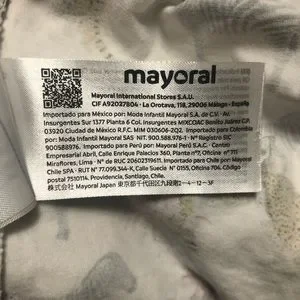 mayoral
Mayoral International Stores S.A.U.
CIF A92037804 · La Orotava, 118, 29006 Málaga · España
Importado para México por: Moda Infantil Mayoral S.A. de C.V. · Av.
Insurgentes Sur 1377 Planta 6 Col. Insurgentes MIXCOAC Benito Juárez C.P.
03920 Ciudad de México R.F.C. MIM 030606-2Q2. Importado para Colombia
por: Moda Infantil Mayoral SAS · NIT. 900.588.976-1 · Registro SIC
900588976. Importado para Perú por: Mayoral Perú S.A.C. · Centro
Empresarial Abril, Calle Enrique Palacios 360, Planta nº7, Oficina nº 711
Miraflores, Lima · Nº de RUC 20602319611. Importado para Chile por: Mayoral
Chile SPA · RUT Nº 77.099.344-K, Calle Suecia nº 0155, Oficina 704. Código
postal 7510114. Providencia, Santiago, Chile.
株式会社 Mayoral Japan 東京都千代田区九段南2-4-12-3F